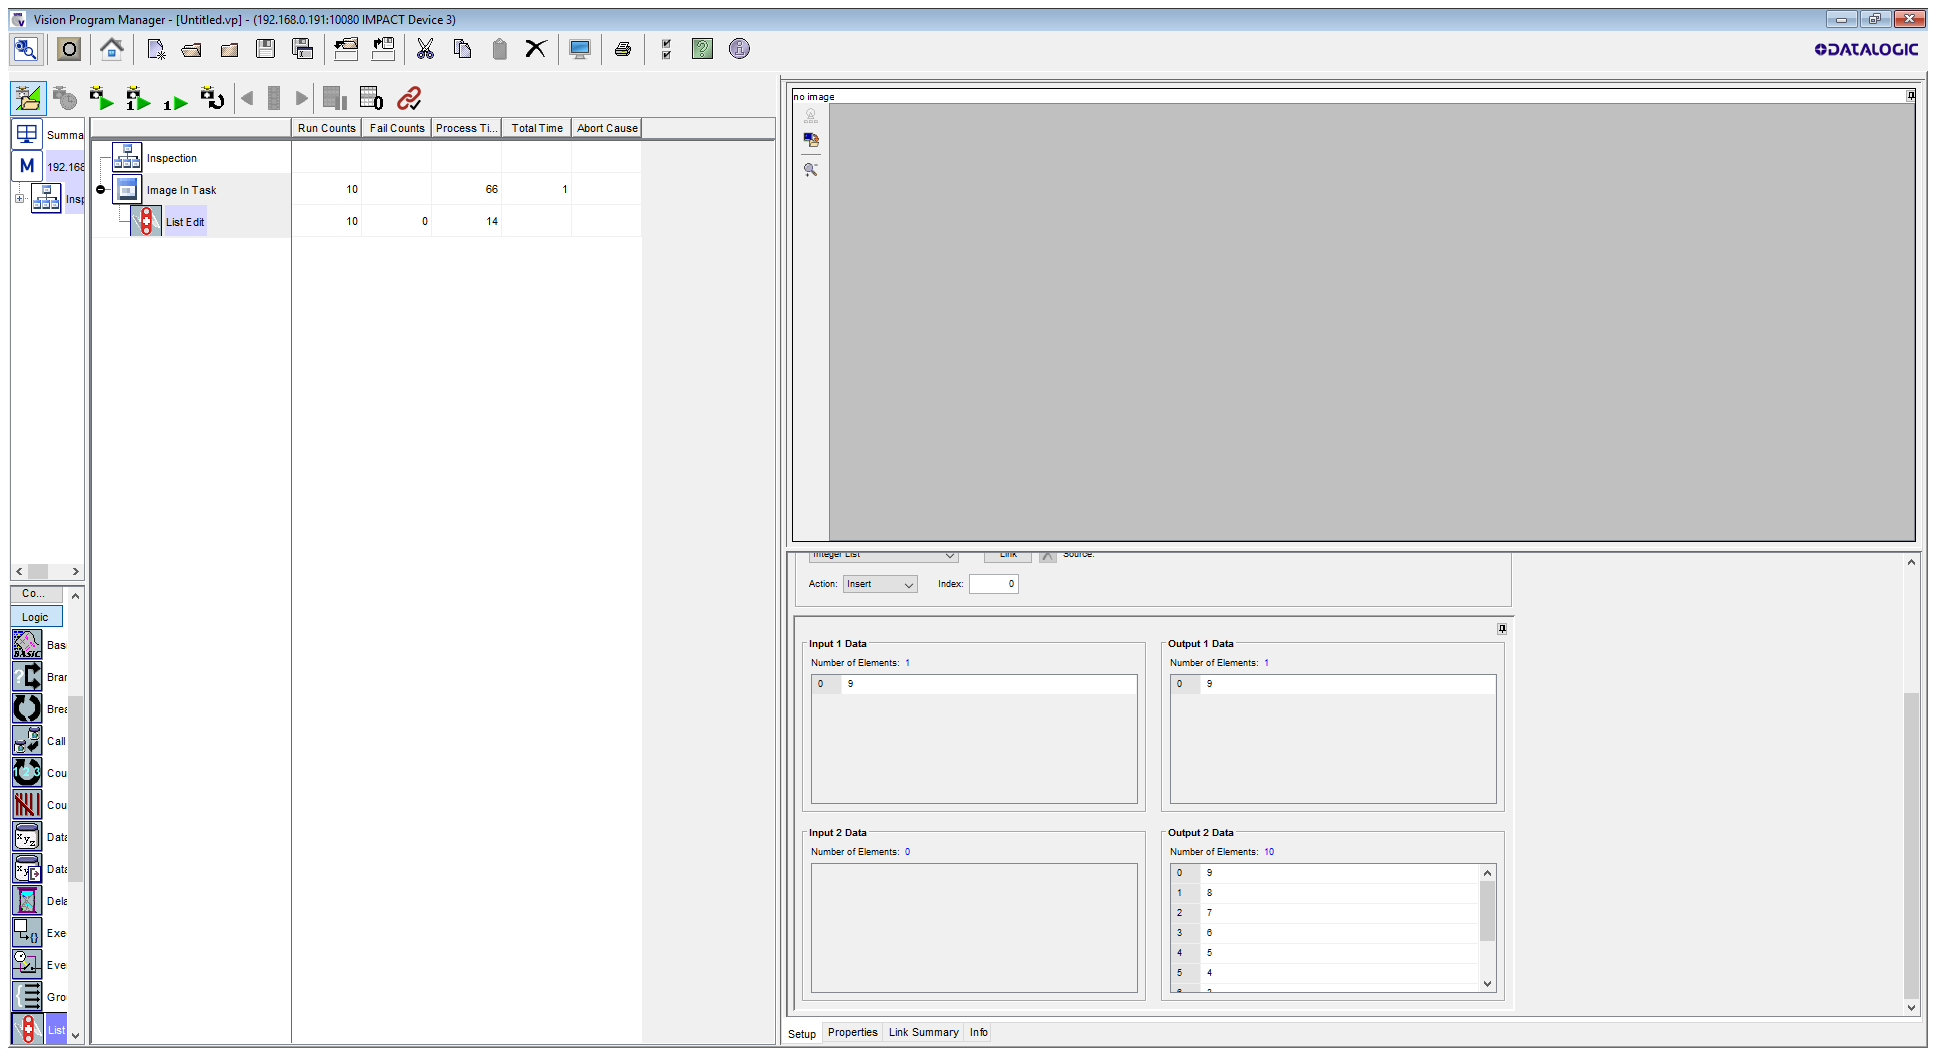 Vision Program Manager - [Untitled.vp] - (192.168.0.191:10080 IMPACT Device 3)
DATALOGIC
Summa
M 192.168
Insp
Run Counts Fail Counts Process Ti... Total Time Abort Cause
Inspection
Image In Task 10 66 1
List Edit 10 0 14
Co...
Logic
BASIC Bas
Bran
Brea
Call
123 Cou
Cou
Data
Data
Dela
Exe
Eve
Gro
List
no image
Integer List Link Source:
Action: Insert Index: 0
Input 1 Data
Number of Elements: 1
0 9
Output 1 Data
Number of Elements: 1
0 9
Input 2 Data
Number of Elements: 0
Output 2 Data
Number of Elements: 10
0 9
1 8
2 7
3 6
4 5
5 4
Setup Properties Link Summary Info